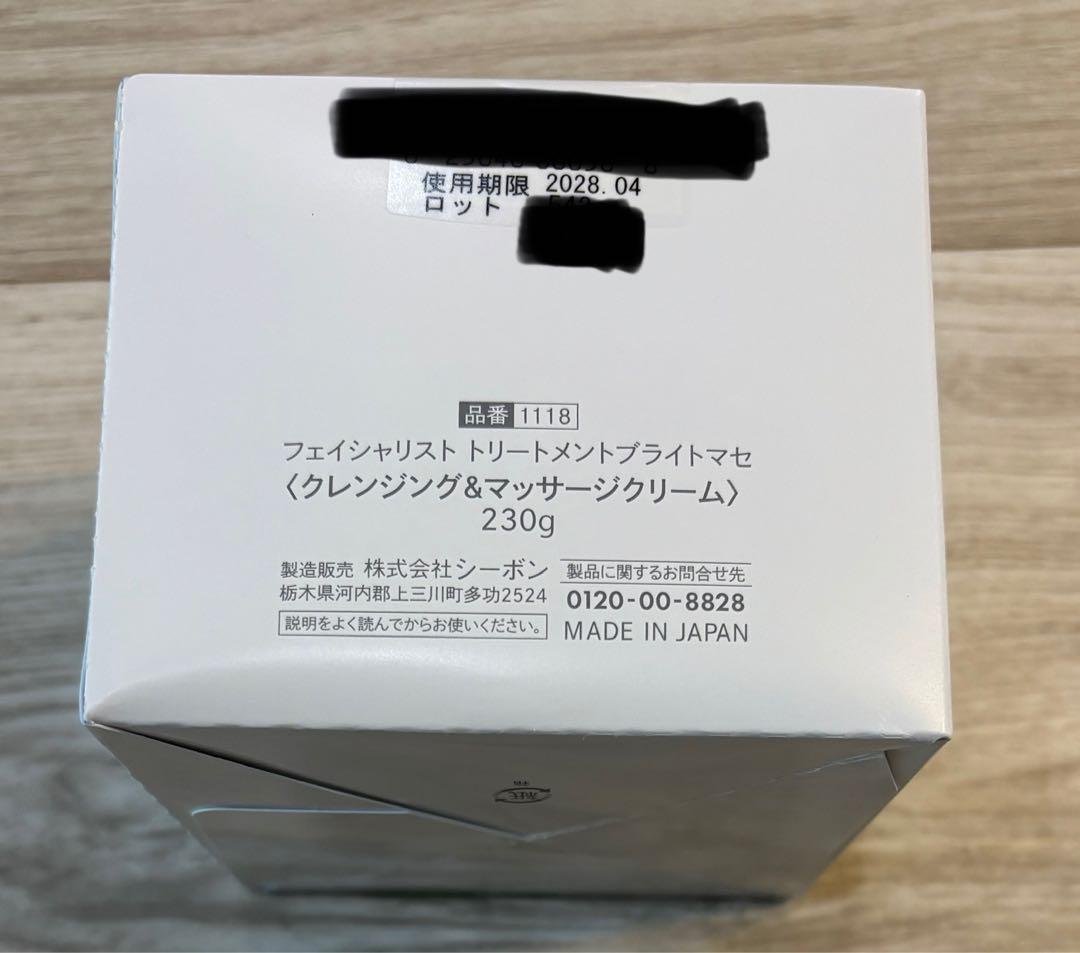 使用期限 2028.04
ロット
品番 1118
フェイシャリスト トリートメントブライトマセ
〈クレンジング&マッサージクリーム〉
230g
製造販売 株式会社シーボン
栃木県河内郡上三川町多功2524
説明をよく読んでからお使いください。
製品に関するお問合せ先
0120-00-8828
MADE IN JAPAN
紙